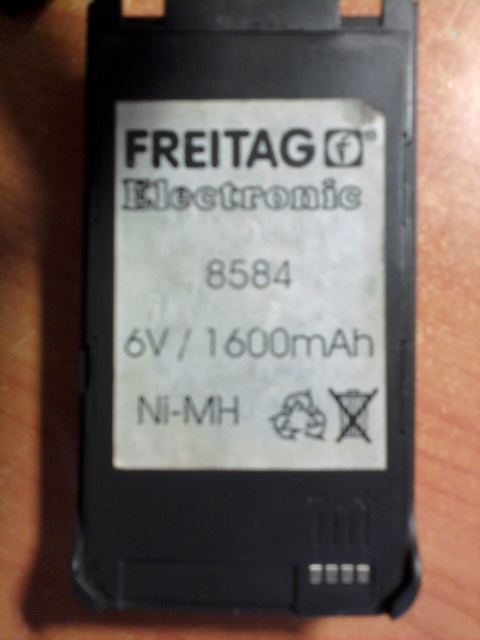 FREITAG f ®
Electronic
8584
6V / 1600mAh
Ni-MH